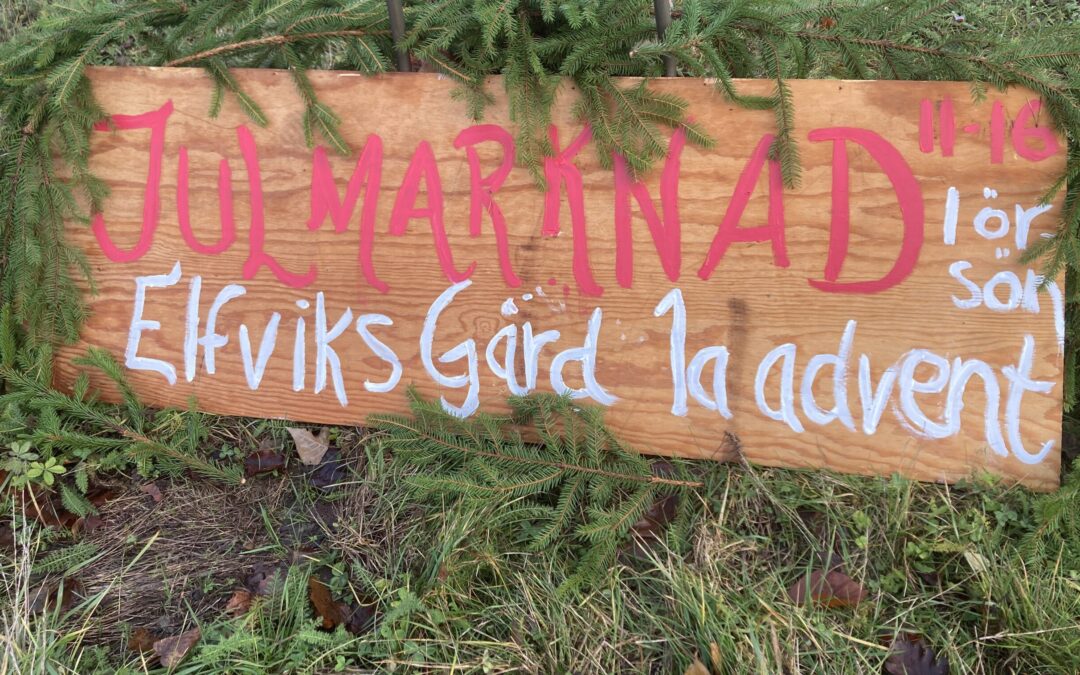 JULMARKNAD 11-16
lör-
sön
Elfviks Gård 1a advent